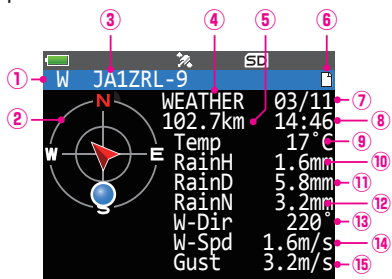 ③ ④ ⑤ ⑥
SD
① W JA1ZRL-9
② N W E S
WEATHER 03/11 ⑦
102.7km 14:46 ⑧
Temp 17°C ⑨
RainH 1.6mm ⑩
RainD 5.8mm ⑪
RainN 3.2mm ⑫
W-Dir 220° ⑬
W-Spd 1.6m/s ⑭
Gust 3.2m/s ⑮